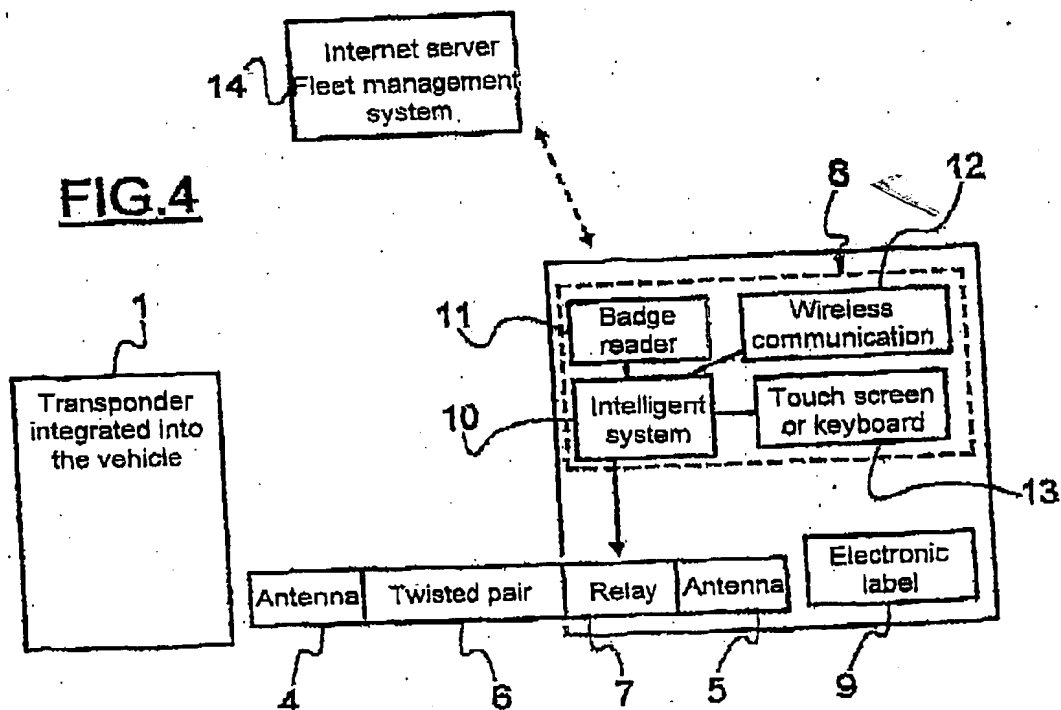 Internet server
Fleet management
system
14
FIG.4
8
12
1
11
Badge
reader
Wireless
communication
Transponder
integrated into
the vehicle
10
Intelligent
system
Touch screen
or keyboard
13
Antenna
Twisted pair
Relay
Antenna
Electronic
label
4
6
7
5
9